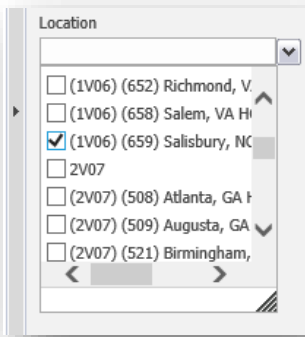 Location
(1V06) (652) Richmond, V
(1V06) (658) Salem, VA H
(1V06) (659) Salisbury, NC
2V07
(2V07) (508) Atlanta, GA H
(2V07) (509) Augusta, GA
(2V07) (521) Birmingham,